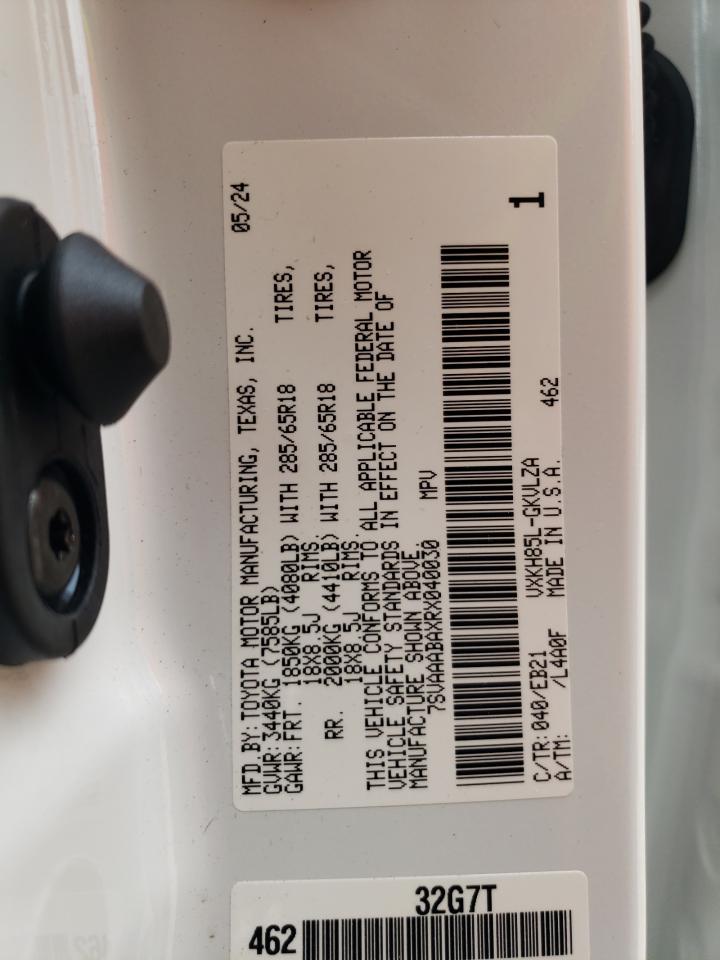 05/24
MFD.BY:TOYOTA MOTOR MANUFACTURING, TEXAS, INC.
GVWR:3440KG (7585LB)
GAWR:FRT. 1850KG (4080LB) WITH 285/65R18 TIRES,
18X8.5J RIMS.
RR. 2000KG (4410LB) WITH 285/65R18 TIRES,
18X8.5J RIMS.
THIS VEHICLE CONFORMS TO ALL APPLICABLE FEDERAL MOTOR
VEHICLE SAFETY STANDARDS IN EFFECT ON THE DATE OF
MANUFACTURE SHOWN ABOVE.
7SVAAABAXRX040030 MPV
1
C/TR:040/EB21 VXKH85L-GKVLZA 462
A/TM: /L4A0F MADE IN U.S.A.
32G7T
462